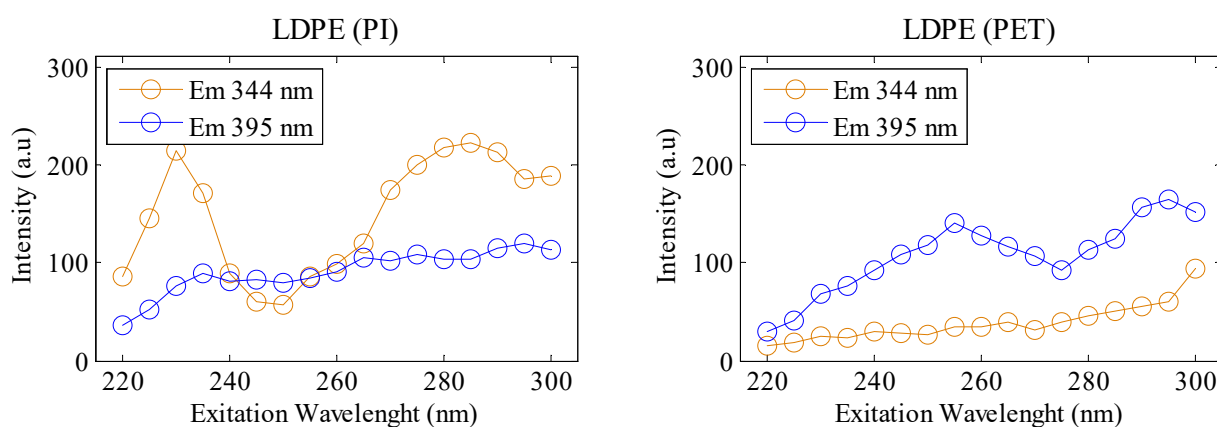 LDPE (PI)
300
200
100
0
Intensity (a.u)
Em 344 nm
Em 395 nm
220 240 260 280 300
Exitation Wavelenght (nm)
LDPE (PET)
300
200
100
0
Intensity (a.u)
Em 344 nm
Em 395 nm
220 240 260 280 300
Exitation Wavelenght (nm)